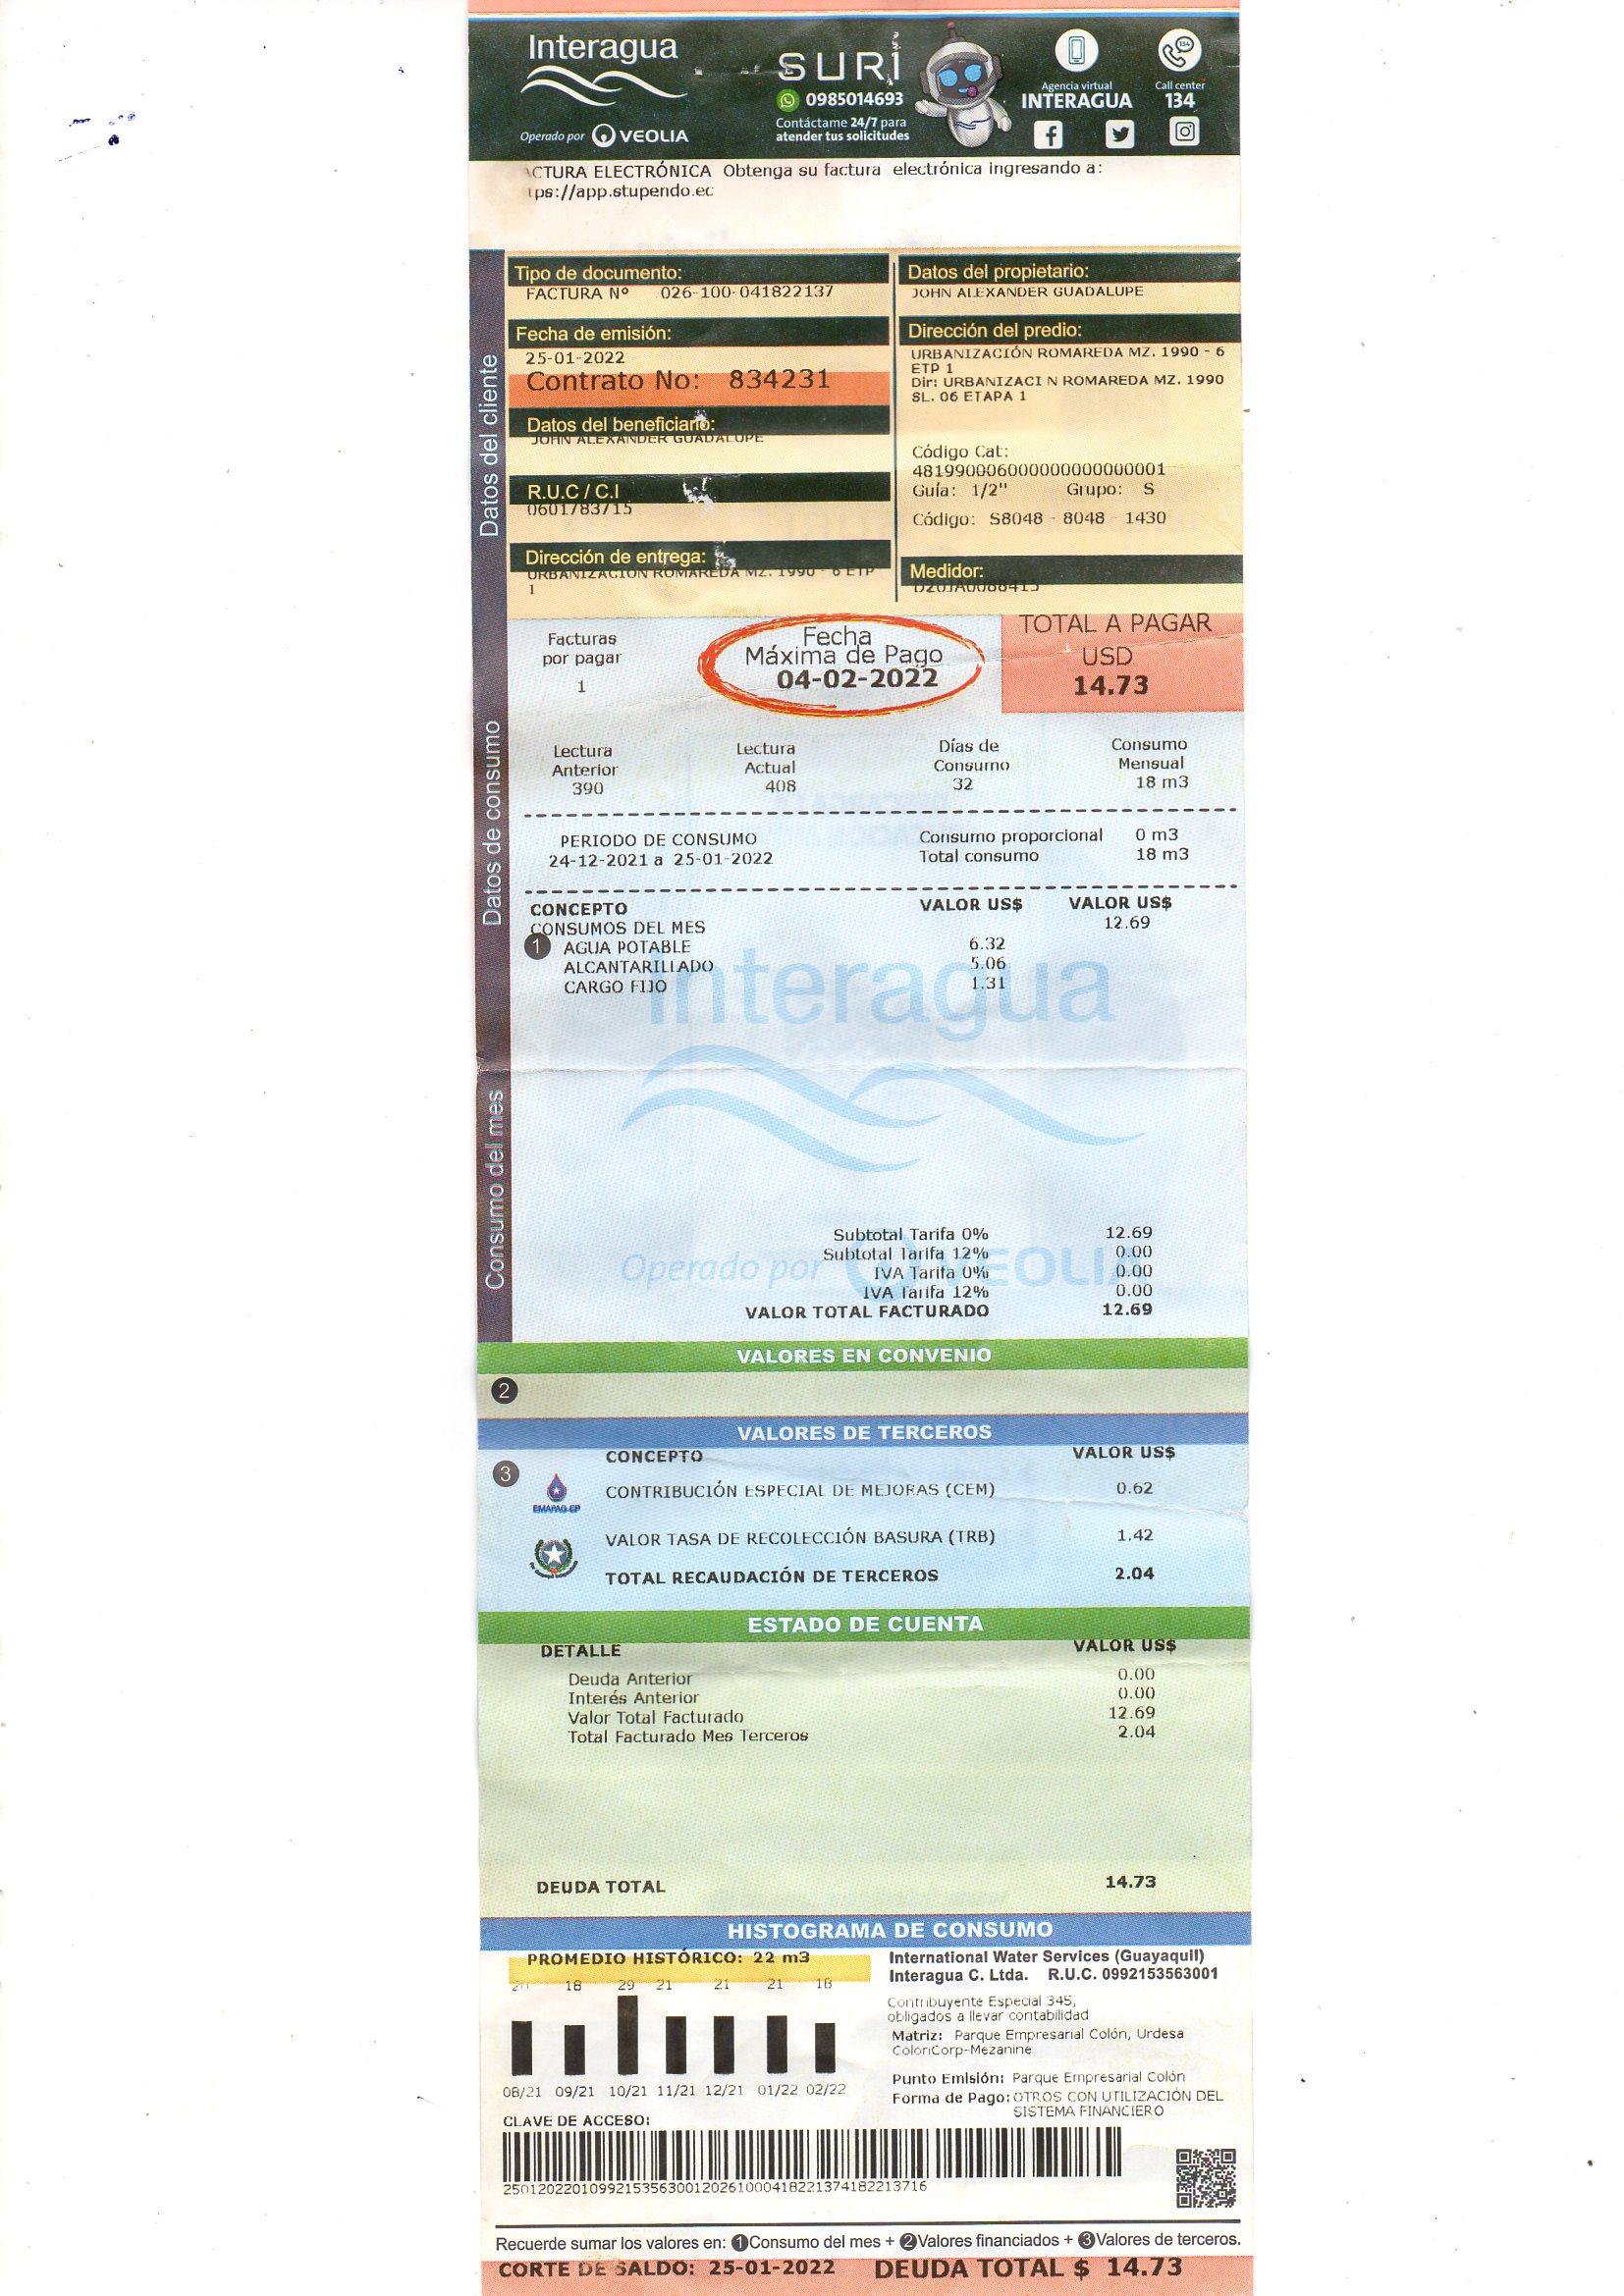 Interagua
Operado por VEOLIA
SURI
0985014693
Contáctame 24/7 para
atender tus solicitudes
Agencia virtual
INTERAGUA
Call center
134
CTURA ELECTRÓNICA Obtenga su factura electrónica ingresando a:
ps://app.stupendo.ec
Datos del cliente
Tipo de documento:
FACTURA Nº 026-100-041822137
Fecha de emisión:
25-01-2022
Contrato No: 834231
Datos del beneficiario:
JOHN ALEXANDER GUADALUPE
R.U.C / C.I
0601783715
Dirección de entrega:
URBANIZACIÓN ROMAREDA MZ. 1990 - 6 ETP
1
Datos del propietario:
JOHN ALEXANDER GUADALUPE
Dirección del predio:
URBANIZACIÓN ROMAREDA MZ. 1990 - 6
ETP 1
Dir: URBANIZACI N ROMAREDA MZ. 1990
SL. 06 ETAPA 1
Código Cat:
Guía: 1/2" Grupo: S
Código: S8048 - 8048 - 1430
Medidor:
D20JA0088415
Datos de consumo
Facturas
por pagar
1
Fecha
Máxima de Pago
04-02-2022
TOTAL A PAGAR
USD
14.73
Lectura
Anterior
390
Lectura
Actual
408
Días de
Consumo
32
Consumo
Mensual
18 m3
PERIODO DE CONSUMO
24-12-2021 a 25-01-2022
Consumo proporcional 0 m3
Total consumo 18 m3
Consumo del mes
CONCEPTO VALOR US$ VALOR US$
CONSUMOS DEL MES 12.69
1 AGUA POTABLE 6.32
ALCANTARILLADO 5.06
CARGO FIJO 1.31
Interagua
Operado por VEOLIA
Subtotal Tarifa 0% 12.69
Subtotal Tarifa 12% 0.00
IVA Tarifa 0% 0.00
IVA Tarifa 12% 0.00
VALOR TOTAL FACTURADO 12.69
VALORES EN CONVENIO
2
VALORES DE TERCEROS
3 CONCEPTO VALOR US$
EMAPAG-EP
CONTRIBUCIÓN ESPECIAL DE MEJORAS (CEM) 0.62
VALOR TASA DE RECOLECCIÓN BASURA (TRB) 1.42
TOTAL RECAUDACIÓN DE TERCEROS 2.04
ESTADO DE CUENTA
DETALLE VALOR US$
Deuda Anterior 0.00
Interés Anterior 0.00
Valor Total Facturado 12.69
Total Facturado Mes Terceros 2.04
DEUDA TOTAL 14.73
HISTOGRAMA DE CONSUMO
PROMEDIO HISTÓRICO: 22 m3
20 18 29 21 21 21 18
08/21 09/21 10/21 11/21 12/21 01/22 02/22
International Water Services (Guayaquil)
Interagua C. Ltda. R.U.C. 0992153563001
Contribuyente Especial 345,
obligados a llevar contabilidad
Matriz: Parque Empresarial Colón, Urdesa
ColonCorp-Mezanine
Punto Emisión: Parque Empresarial Colón
Forma de Pago: OTROS CON UTILIZACIÓN DEL
SISTEMA FINANCIERO
CLAVE DE ACCESO:
2501202201099215356300120261000418221374182213716
Recuerde sumar los valores en: 1 Consumo del mes + 2 Valores financiados + 3 Valores de terceros.
CORTE DE SALDO: 25-01-2022 DEUDA TOTAL $ 14.73